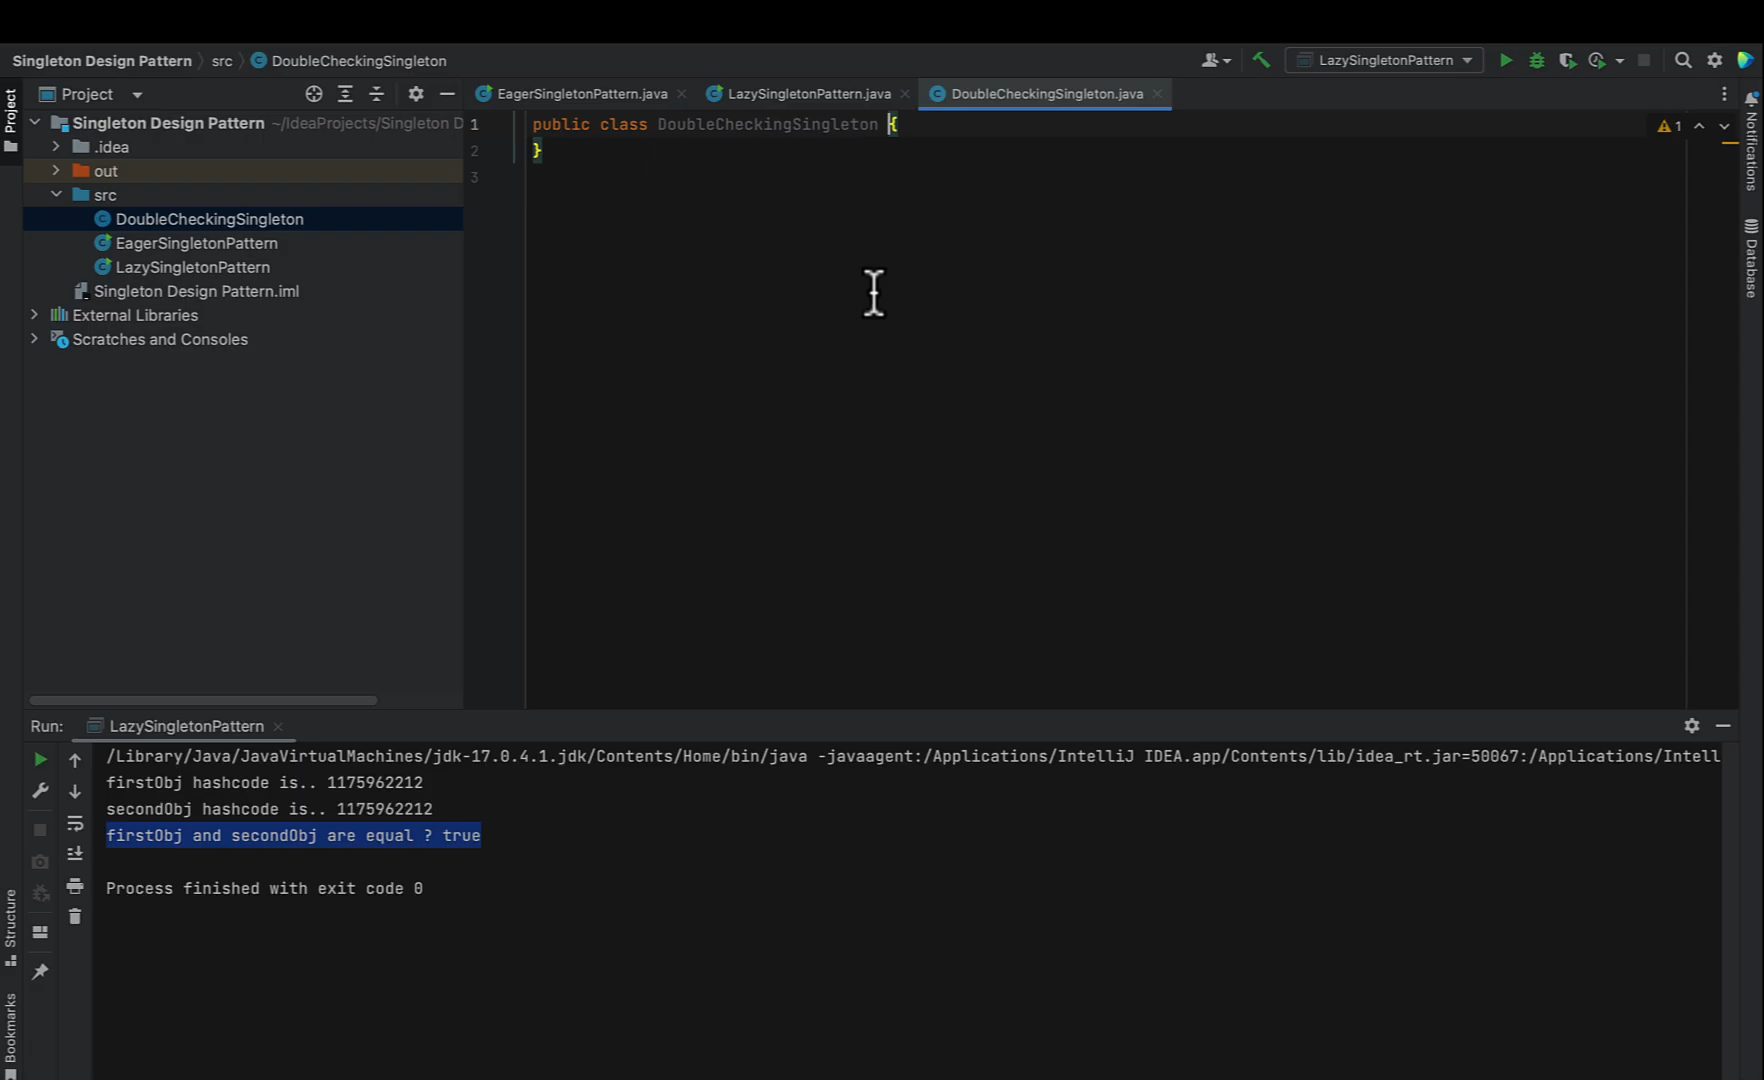 Singleton Design Pattern src DoubleCheckingSingleton
LazySingletonPattern
Project
Project
EagerSingletonPattern.java
LazySingletonPattern.java
DoubleCheckingSingleton.java
Singleton Design Pattern ~/IdeaProjects/Singleton D
.idea
out
src
DoubleCheckingSingleton
EagerSingletonPattern
LazySingletonPattern
Singleton Design Pattern.iml
External Libraries
Scratches and Consoles
1 public class DoubleCheckingSingleton {
2 }
3
1
Notifications
Database
Run: LazySingletonPattern
/Library/Java/JavaVirtualMachines/jdk-17.0.4.1.jdk/Contents/Home/bin/java -javaagent:/Applications/IntelliJ IDEA.app/Contents/lib/idea_rt.jar=50067:/Applications/Intell
firstObj hashcode is.. 1175962212
secondObj hashcode is.. 1175962212
firstObj and secondObj are equal ? true
Process finished with exit code 0
Structure
Bookmarks